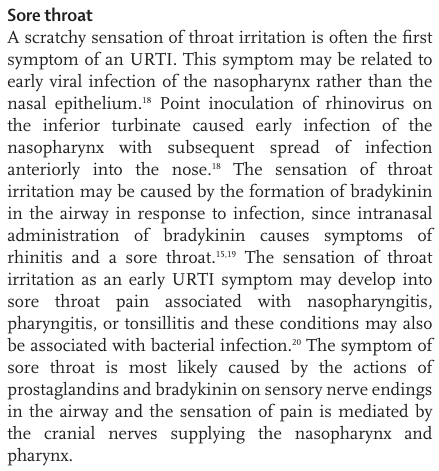 Sore throat
A scratchy sensation of throat irritation is often the first
symptom of an URTI. This symptom may be related to
early viral infection of the nasopharynx rather than the
nasal epithelium.18 Point inoculation of rhinovirus on
the inferior turbinate caused early infection of the
nasopharynx with subsequent spread of infection
anteriorly into the nose.18 The sensation of throat
irritation may be caused by the formation of bradykinin
in the airway in response to infection, since intranasal
administration of bradykinin causes symptoms of
rhinitis and a sore throat.15,19 The sensation of throat
irritation as an early URTI symptom may develop into
sore throat pain associated with nasopharyngitis,
pharyngitis, or tonsillitis and these conditions may also
be associated with bacterial infection.20 The symptom of
sore throat is most likely caused by the actions of
prostaglandins and bradykinin on sensory nerve endings
in the airway and the sensation of pain is mediated by
the cranial nerves supplying the nasopharynx and
pharynx.